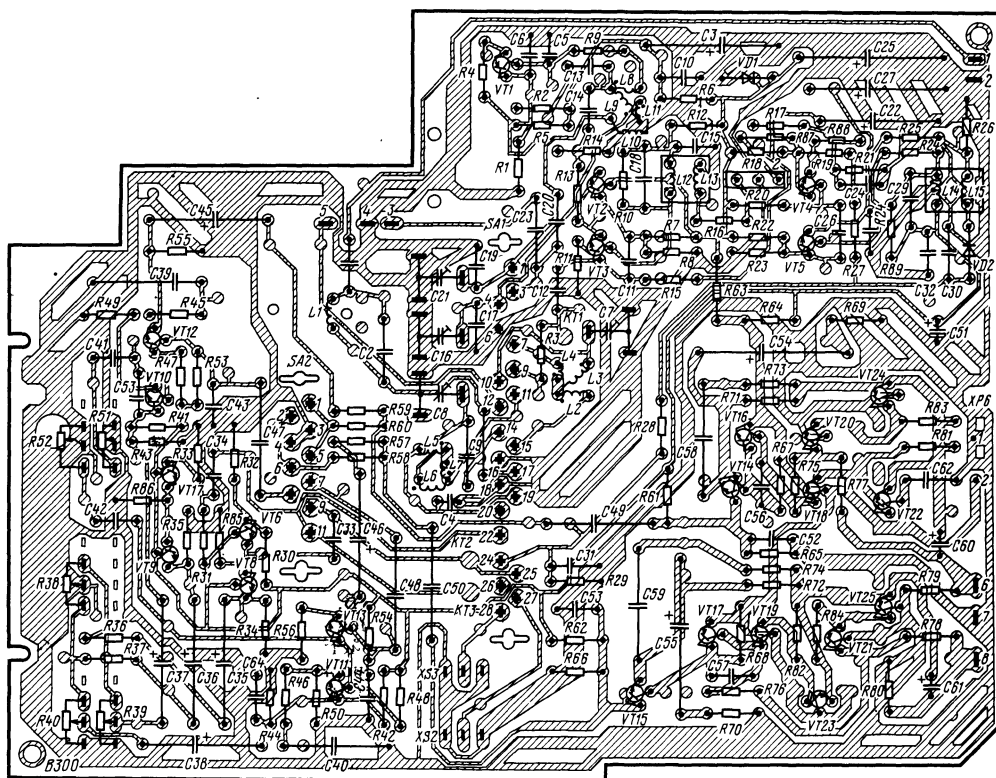 C6 C5 R9 C3 C25
R4 C13 C10 VD1 1
VT1 L8 2
R2 C14 L9 L11 R6 C27
R5 R12 R17 C22 R26
R14 L10 C15 R87 R88 R25
R1 R13 C18 R18 R19 R21 R24
L12 L13 C24 C29 L14 L15
C45 5 4 3 SA1 C23 VT2 R10 R20 VT4 C26
R55 R7 R16 R22 R27 R89 VD2
C39 C19 R11 VT3 R8 R23 VT5 C32 C30
C21 C12 C11 R15 R63
R49 R45 L1 C17 KT1 C7 R64 R69 C51
VT12 C2 C16 R3 L4 C54
C41 R47 R53 SA2 L3 R73 VT24
VT10 C53 C43 C8 L2 R71 R83 XP6
R51 R41 R59 VT16 VT20
R52 R43 C34 C47 R60 R28 R81
R33 R32 R57 L5 C9 C58 R75 C62
R86 VT17 R58 L6 R61 VT14 R77
C42 VT6 C4 C56 VT18 VT22
R35 R85 C33 C46 KT2 C49 C60
VT9 R31 VT8 R30 C52 R65
R38 C31 R74 R79
C48 C50 R29 R72 VT25
C59
R36 R34 R56 VT13 R54 KT3 C53 C55 VT17 VT19 R84 R78
R37 R62 VT21
C64 VT11 XS3 R66 C57 R68 R82
C37 C36 C35 R46 R48 R76 R80 C61
R40 R39 R44 R50 R42 XS2 VT15 R70 VT23
B300 C38 C40